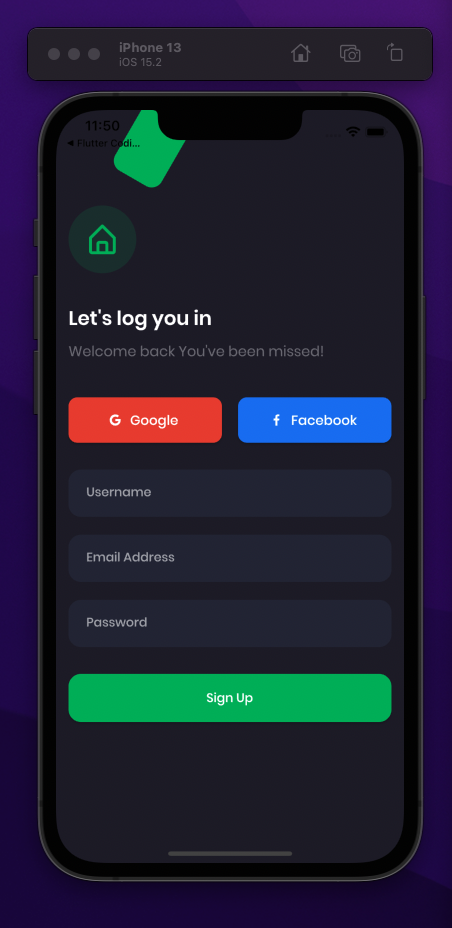 iPhone 13
iOS 15.2
11:50
◀ Flutter Codi...
Let's log you in
Welcome back You've been missed!
Google
Facebook
Username
Email Address
Password
Sign Up